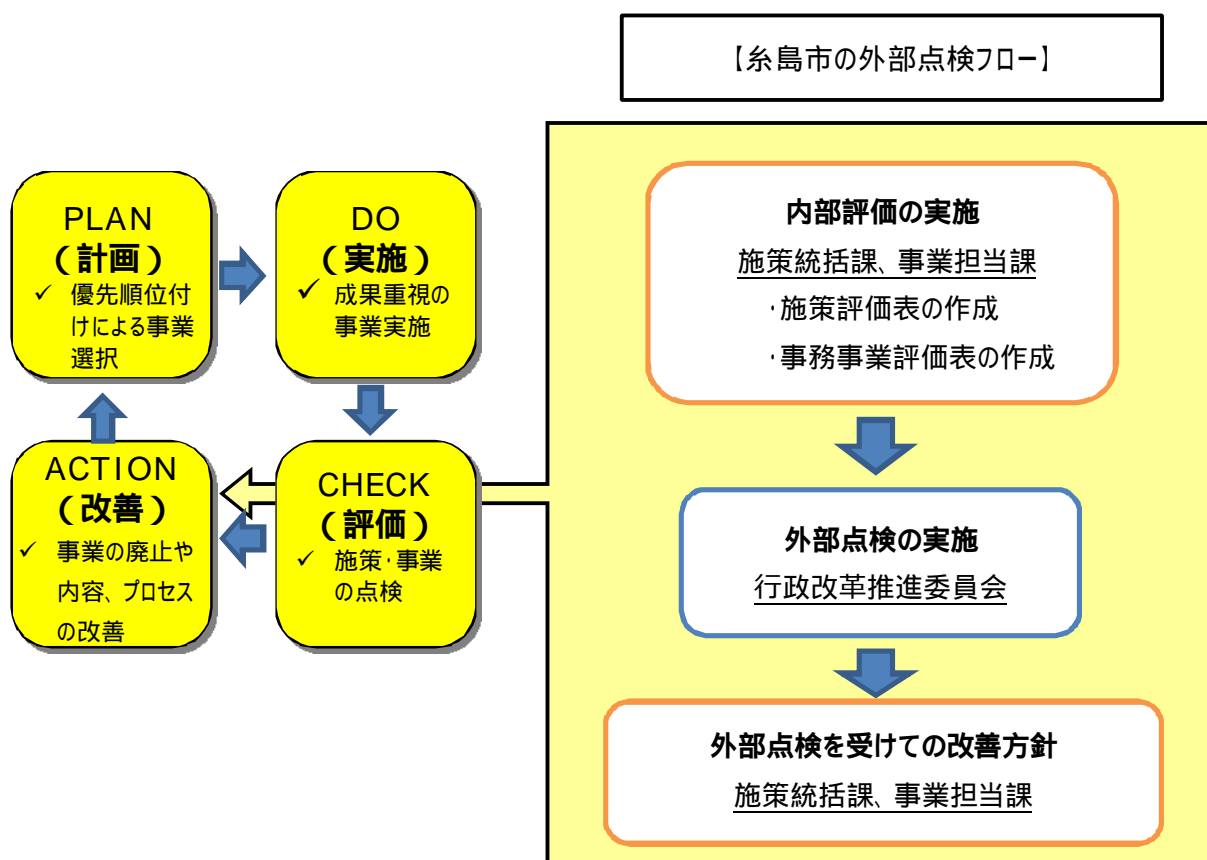 【糸島市の外部点検フロー】
PLAN
（計画）
✓ 優先順位付
けによる事業
選択
DO
（実施）
✓ 成果重視の
事業実施
ACTION
（改善）
✓ 事業の廃止や
内容、プロセス
の改善
CHECK
（評価）
✓ 施策・事業
の点検
内部評価の実施
施策統括課、事業担当課
・施策評価表の作成
・事務事業評価表の作成
外部点検の実施
行政改革推進委員会
外部点検を受けての改善方針
施策統括課、事業担当課